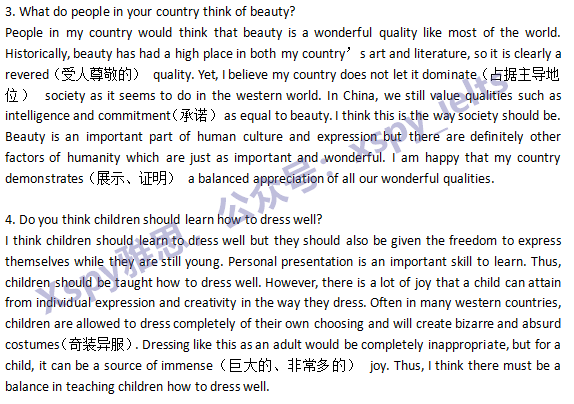 3. What do people in your country think of beauty?
People in my country would think that beauty is a wonderful quality like most of the world.
Historically, beauty has had a high place in both my country’s art and literature, so it is clearly a
revered（受人尊敬的） quality. Yet, I believe my country does not let it dominate（占据主导地
位） society as it seems to do in the western world. In China, we still value qualities such as
intelligence and commitment(承诺) as equal to beauty. I think this is the way society should be.
Beauty is an important part of human culture and expression but there are definitely other
factors of humanity which are just as important and wonderful. I am happy that my country
demonstrates（展示、证明） a balanced appreciation of all our wonderful qualities.
4. Do you think children should learn how to dress well?
I think children should learn to dress well but they should also be given the freedom to express
themselves while they are still young. Personal presentation is an important skill to learn. Thus,
children should be taught how to dress well. However, there is a lot of joy that a child can attain
from individual expression and creativity in the way they dress. Often in many western countries,
children are allowed to dress completely of their own choosing and will create bizarre and absurd
costumes(奇装异服). Dressing like this as an adult would be completely inappropriate, but for a
child, it can be a source of immense（巨大的、非常多的） joy. Thus, I think there must be a
balance in teaching children how to dress well.
Xspy雅思，公众号：xspy_ielts